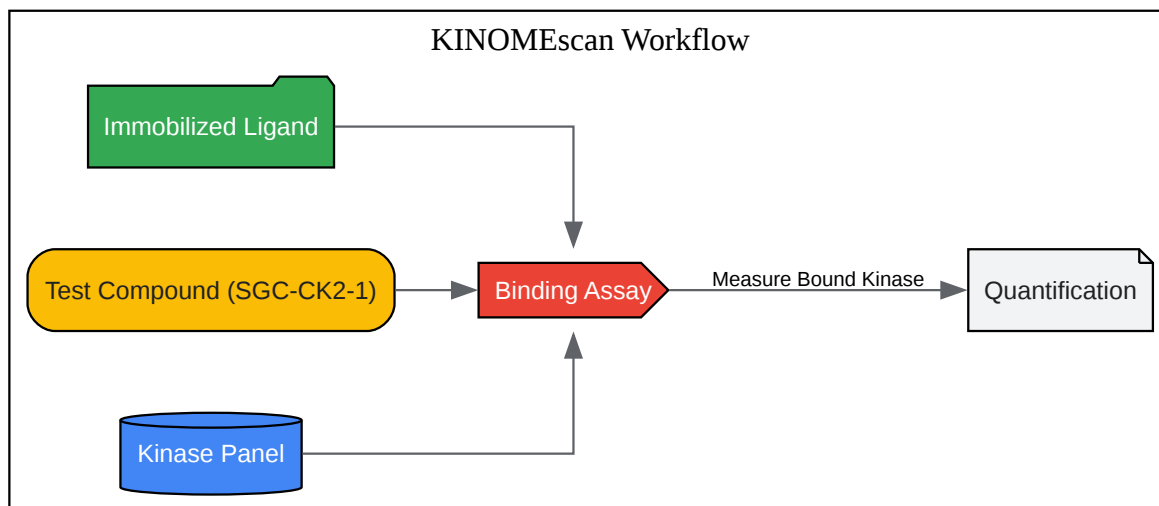 KINOMEscan Workflow
Immobilized Ligand
Test Compound (SGC-CK2-1)
Binding Assay
Measure Bound Kinase
Quantification
Kinase Panel